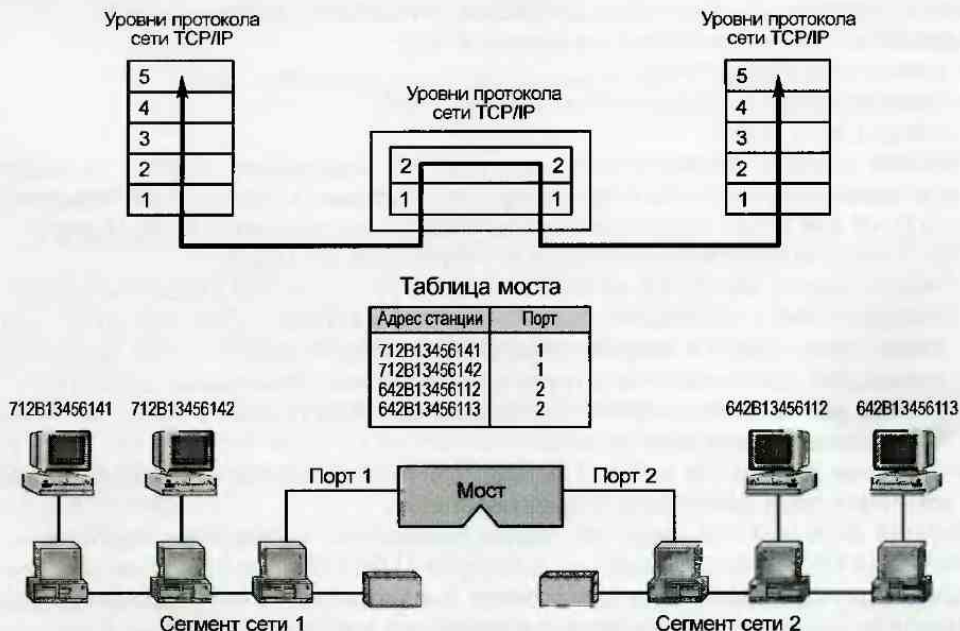 Уровни протокола
сети TCP/IP
Уровни протокола
сети TCP/IP
Уровни протокола
сети TCP/IP
5
4
3
2
1
2 2
1 1
5
4
3
2
1
Таблица моста
Адрес станции Порт
712B13456141 1
712B13456142 1
642B13456112 2
642B13456113 2
712B13456141 712B13456142
642B13456112 642B13456113
Порт 1
Мост
Порт 2
Сегмент сети 1
Сегмент сети 2